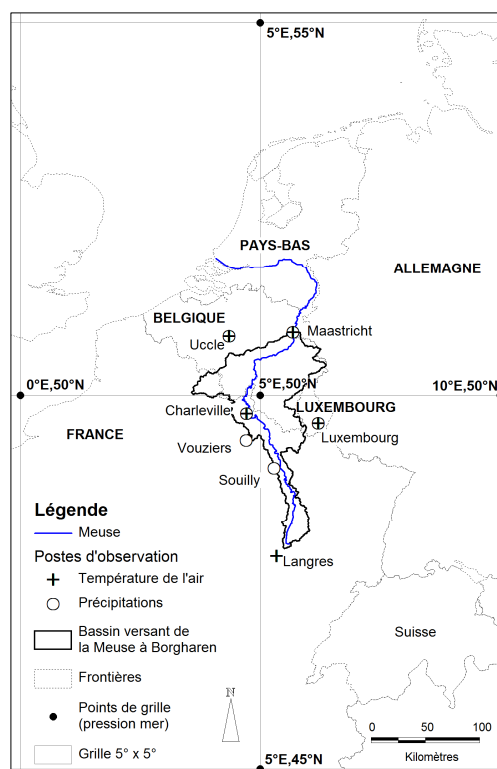 5°E,55°N
PAYS-BAS
ALLEMAGNE
BELGIQUE
Maastricht
Uccle
0°E,50°N
5°E,50°N
10°E,50°N
Charleville
LUXEMBOURG
FRANCE
Vouziers
Luxembourg
Souilly
Légende
Meuse
Langres
Postes d'observation
Température de l'air
Précipitations
Bassin versant de
la Meuse à Borgharen
Suisse
Frontières
N
Points de grille
(pression mer)
0 50 100
Kilomètres
Grille 5° x 5°
5°E,45°N